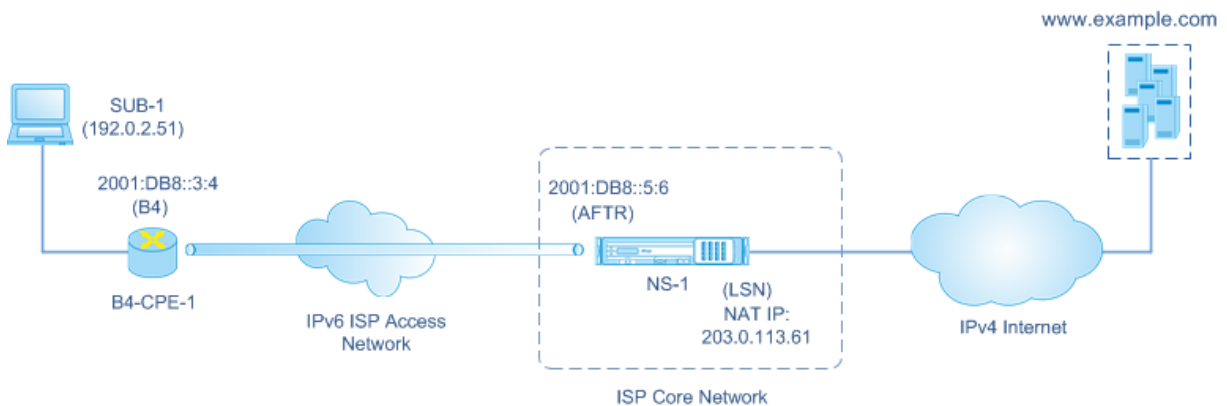 www.example.com
SUB-1
(192.0.2.51)
2001:DB8::3:4
(B4)
B4-CPE-1
IPv6 ISP Access
Network
2001:DB8::5:6
(AFTR)
NS-1
(LSN)
NAT IP:
203.0.113.61
ISP Core Network
IPv4 Internet